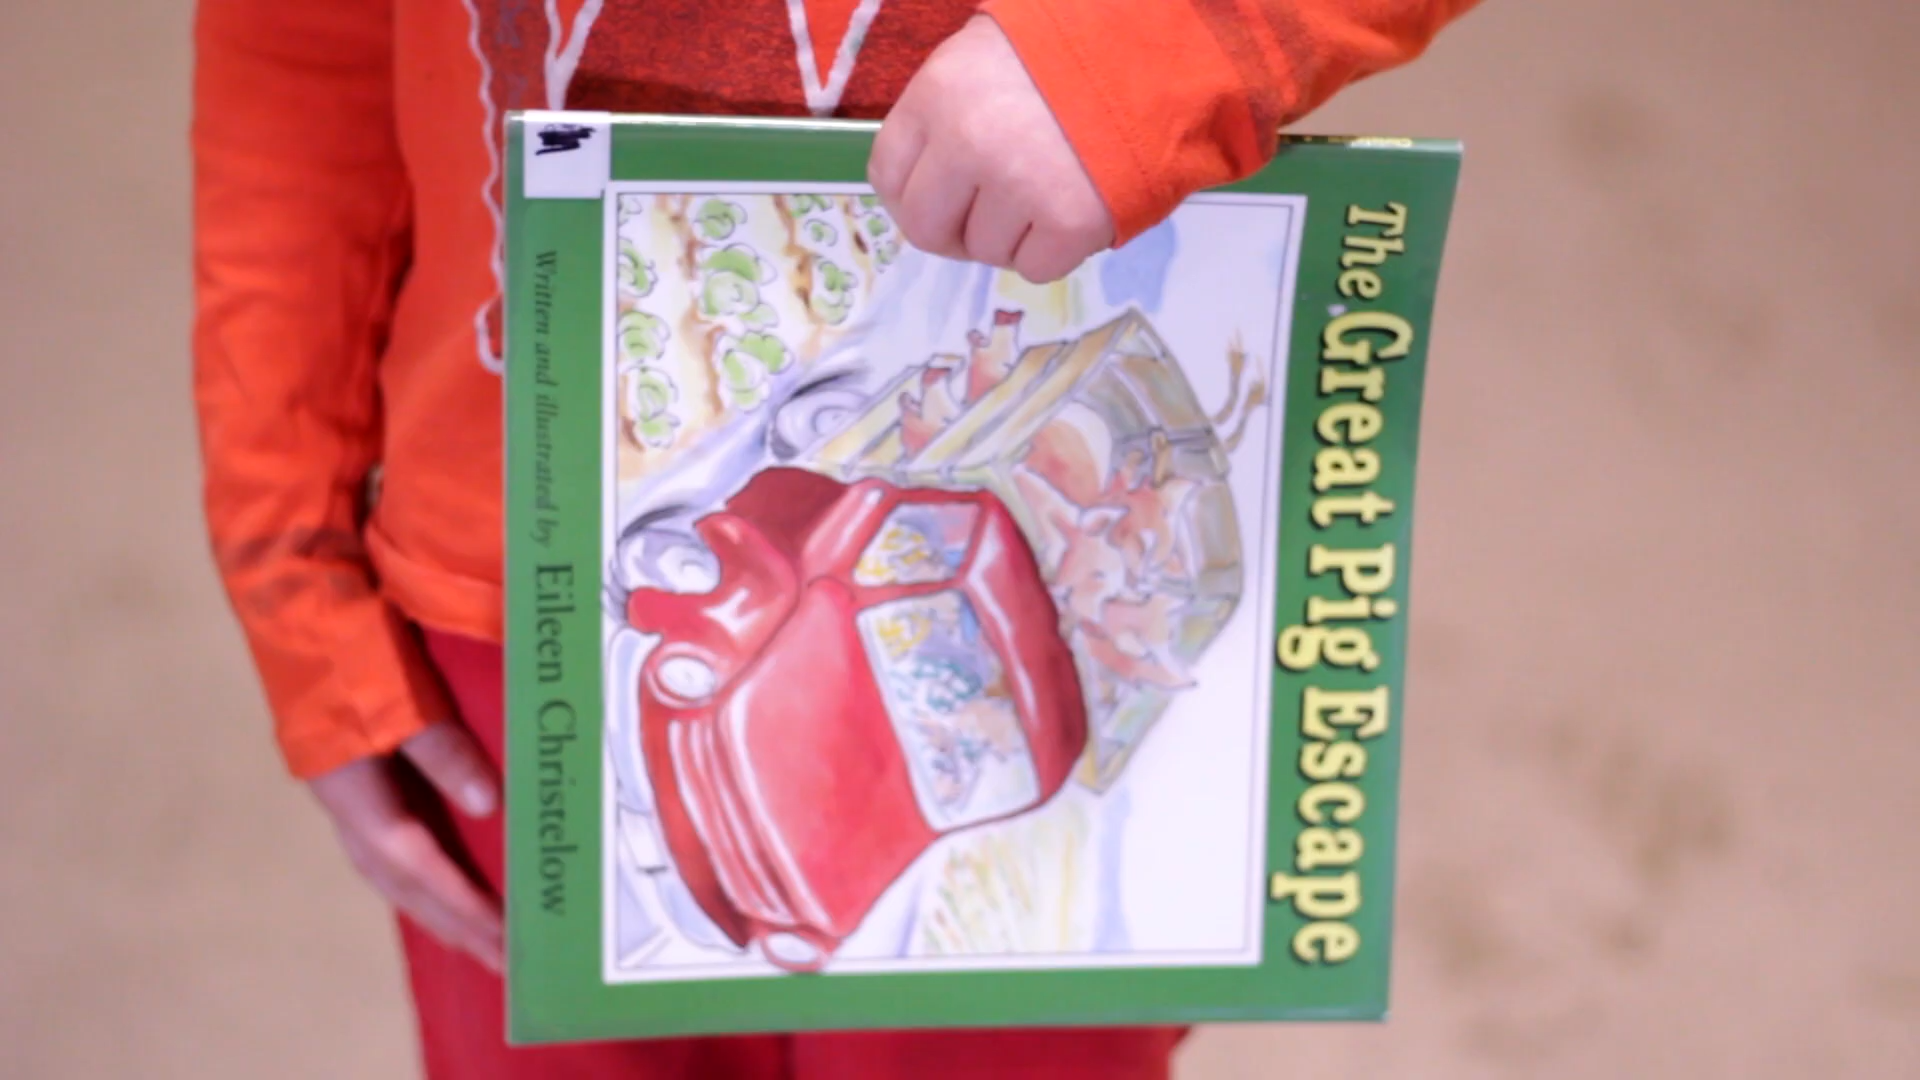 The Great Pig Escape
Written and illustrated by Eileen Christelow